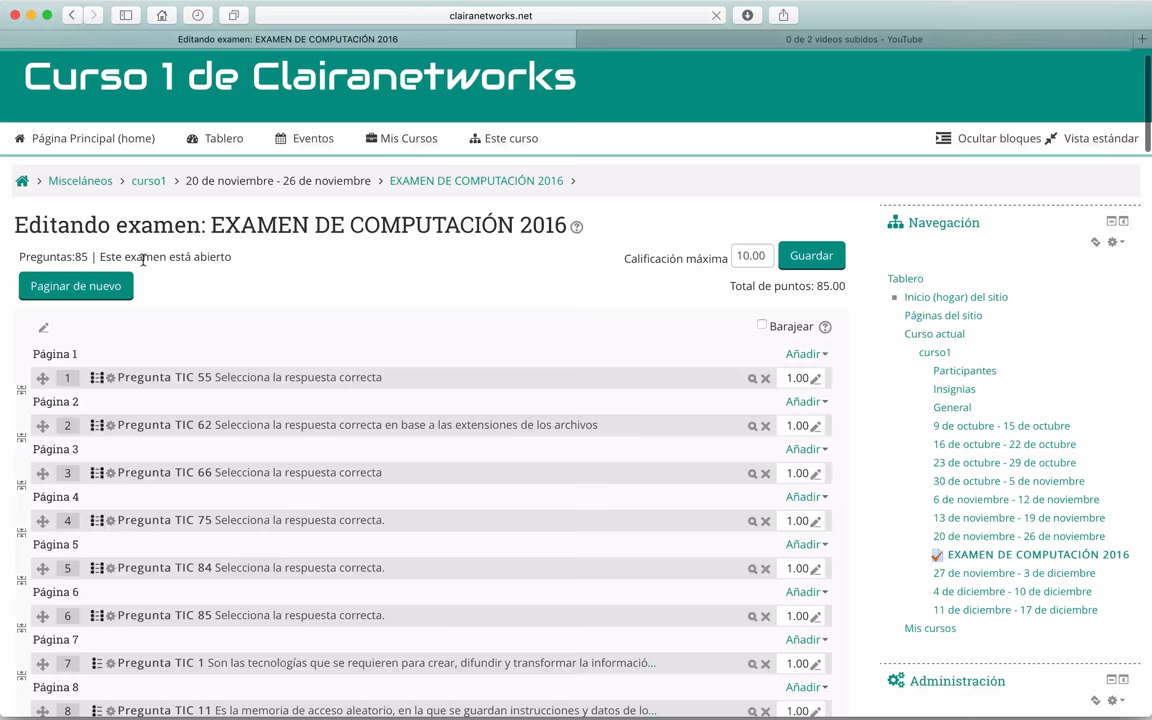 clairanetworks.net
Editando examen: EXAMEN DE COMPUTACIÓN 2016
0 de 2 videos subidos - YouTube
Curso 1 de Clairanetworks
Página Principal (home)
Tablero
Eventos
Mis Cursos
Este curso
Ocultar bloques
Vista estándar
Misceláneos
curso1
20 de noviembre - 26 de noviembre
EXAMEN DE COMPUTACIÓN 2016
Editando examen: EXAMEN DE COMPUTACIÓN 2016
Preguntas:85 | Este examen está abierto
Calificación máxima 10.00 Guardar
Paginar de nuevo
Total de puntos: 85.00
Barajear
Página 1 Añadir
1 Pregunta TIC 55 Selecciona la respuesta correcta 1.00
Página 2 Añadir
2 Pregunta TIC 62 Selecciona la respuesta correcta en base a las extensiones de los archivos 1.00
Página 3 Añadir
3 Pregunta TIC 66 Selecciona la respuesta correcta 1.00
Página 4 Añadir
4 Pregunta TIC 75 Selecciona la respuesta correcta. 1.00
Página 5 Añadir
5 Pregunta TIC 84 Selecciona la respuesta correcta. 1.00
Página 6 Añadir
6 Pregunta TIC 85 Selecciona la respuesta correcta. 1.00
Página 7 Añadir
7 Pregunta TIC 1 Son las tecnologías que se requieren para crear, difundir y transformar la informació... 1.00
Página 8 Añadir
8 Pregunta TIC 11 Es la memoria de acceso aleatorio, en la que se guardan instrucciones y datos de lo... 1.00
Navegación
Tablero
Inicio (hogar) del sitio
Páginas del sitio
Curso actual
curso1
Participantes
Insignias
General
9 de octubre - 15 de octubre
16 de octubre - 22 de octubre
23 de octubre - 29 de octubre
30 de octubre - 5 de noviembre
6 de noviembre - 12 de noviembre
13 de noviembre - 19 de noviembre
20 de noviembre - 26 de noviembre
EXAMEN DE COMPUTACIÓN 2016
27 de noviembre - 3 de diciembre
4 de diciembre - 10 de diciembre
11 de diciembre - 17 de diciembre
Mis cursos
Administración